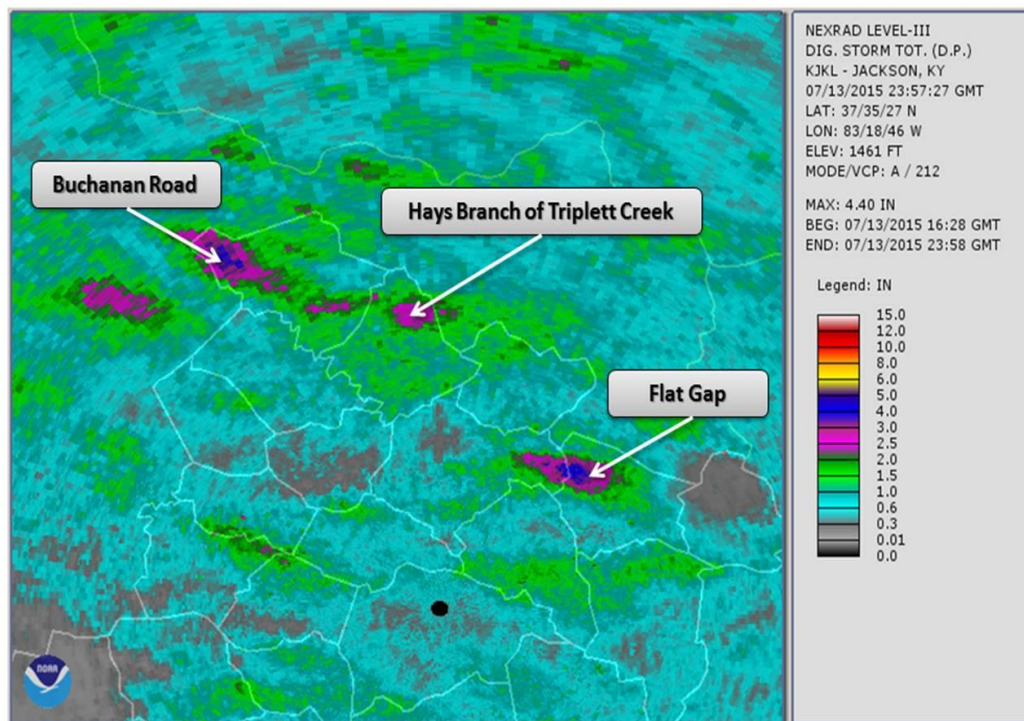 Buchanan Road
Hays Branch of Triplett Creek
Flat Gap
NOAA
NEXRAD LEVEL-III
DIG. STORM TOT. (D.P.)
KJKL - JACKSON, KY
07/13/2015 23:57:27 GMT
LAT: 37/35/27 N
LON: 83/18/46 W
ELEV: 1461 FT
MODE/VCP: A / 212
MAX: 4.40 IN
BEG: 07/13/2015 16:28 GMT
END: 07/13/2015 23:58 GMT
Legend: IN
15.0
12.0
10.0
8.0
6.0
5.0
4.0
3.0
2.5
2.0
1.5
1.0
0.6
0.3
0.01
0.0